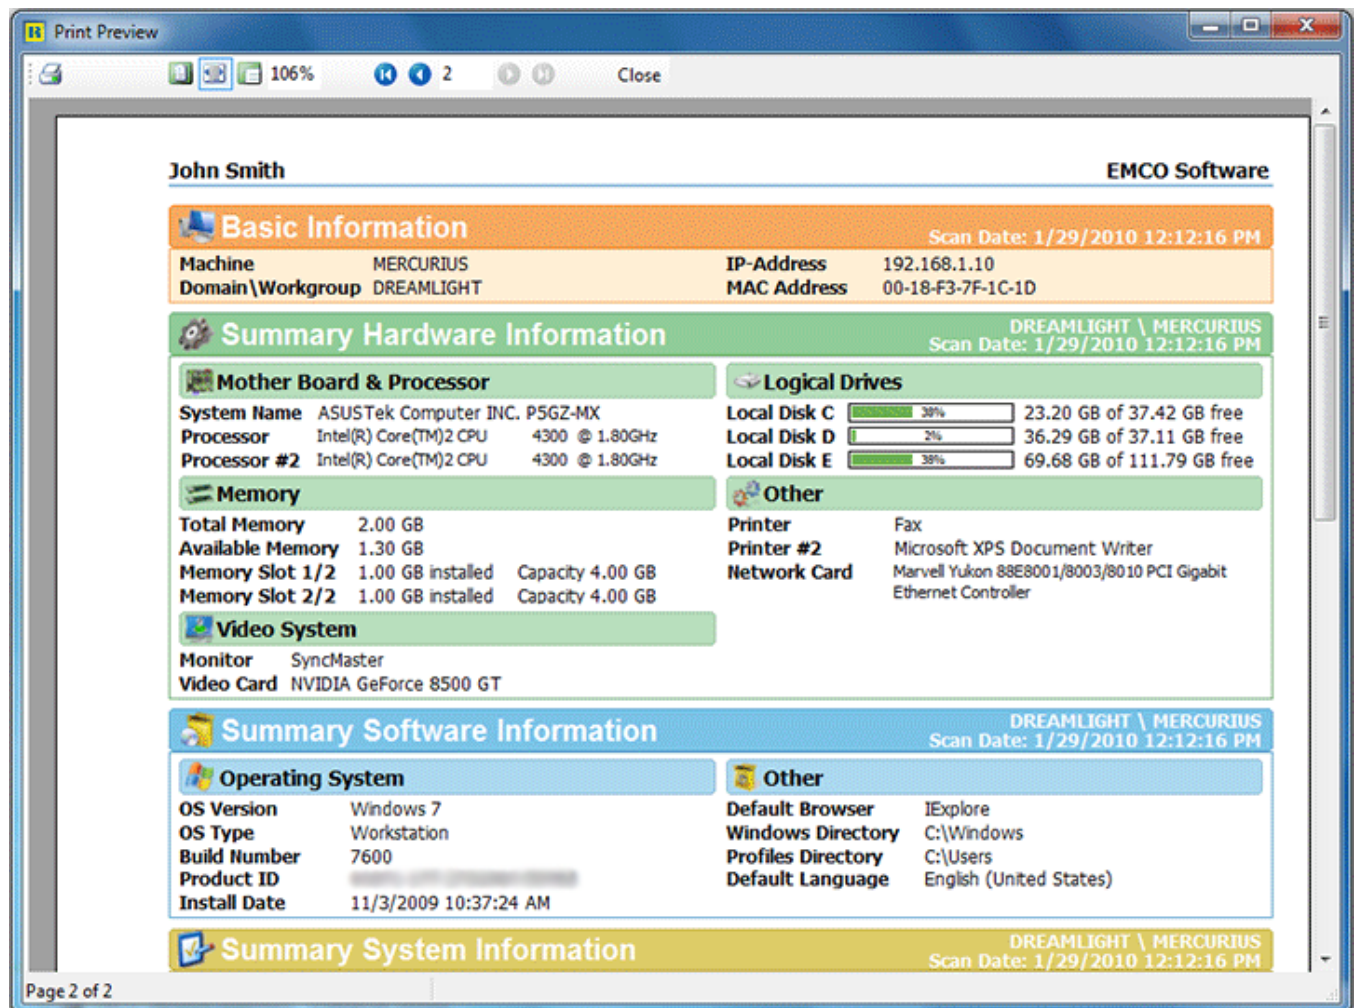 Print Preview
106% 2 Close
John Smith EMCO Software
Basic Information Scan Date: 1/29/2010 12:12:16 PM
Machine MERCURIUS IP-Address 192.168.1.10
Domain\Workgroup DREAMLIGHT MAC Address 00-18-F3-7F-1C-1D
Summary Hardware Information DREAMLIGHT \ MERCURIUS
Scan Date: 1/29/2010 12:12:16 PM
Mother Board & Processor
System Name ASUSTek Computer INC. P5GZ-MX
Processor Intel(R) Core(TM)2 CPU 4300 @ 1.80GHz
Processor #2 Intel(R) Core(TM)2 CPU 4300 @ 1.80GHz
Logical Drives
Local Disk C 38% 23.20 GB of 37.42 GB free
Local Disk D 2% 36.29 GB of 37.11 GB free
Local Disk E 38% 69.68 GB of 111.79 GB free
Memory
Total Memory 2.00 GB
Available Memory 1.30 GB
Memory Slot 1/2 1.00 GB installed Capacity 4.00 GB
Memory Slot 2/2 1.00 GB installed Capacity 4.00 GB
Other
Printer Fax
Printer #2 Microsoft XPS Document Writer
Network Card Marvell Yukon 88E8001/8003/8010 PCI Gigabit
Ethernet Controller
Video System
Monitor SyncMaster
Video Card NVIDIA GeForce 8500 GT
Summary Software Information DREAMLIGHT \ MERCURIUS
Scan Date: 1/29/2010 12:12:16 PM
Operating System
OS Version Windows 7
OS Type Workstation
Build Number 7600
Product ID
Install Date 11/3/2009 10:37:24 AM
Other
Default Browser IExplore
Windows Directory C:\Windows
Profiles Directory C:\Users
Default Language English (United States)
Summary System Information DREAMLIGHT \ MERCURIUS
Scan Date: 1/29/2010 12:12:16 PM
Page 2 of 2